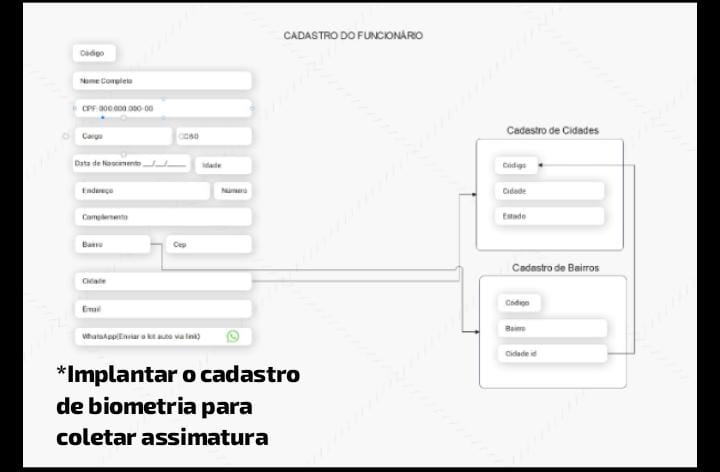 CADASTRO DO FUNCIONÁRIO
Código
Nome Completo
CPF: 000.000.000-00
Cargo
CBO
Data de Nascimento __/__/____
Idade
Endereço
Número
Complemento
Bairro
Cep
Cidade
Email
WhatsApp(Enviar o kit auto via link)
*Implantar o cadastro
de biometria para
coletar assimatura
Cadastro de Cidades
Código
Cidade
Estado
Cadastro de Bairros
Código
Bairro
Cidade id